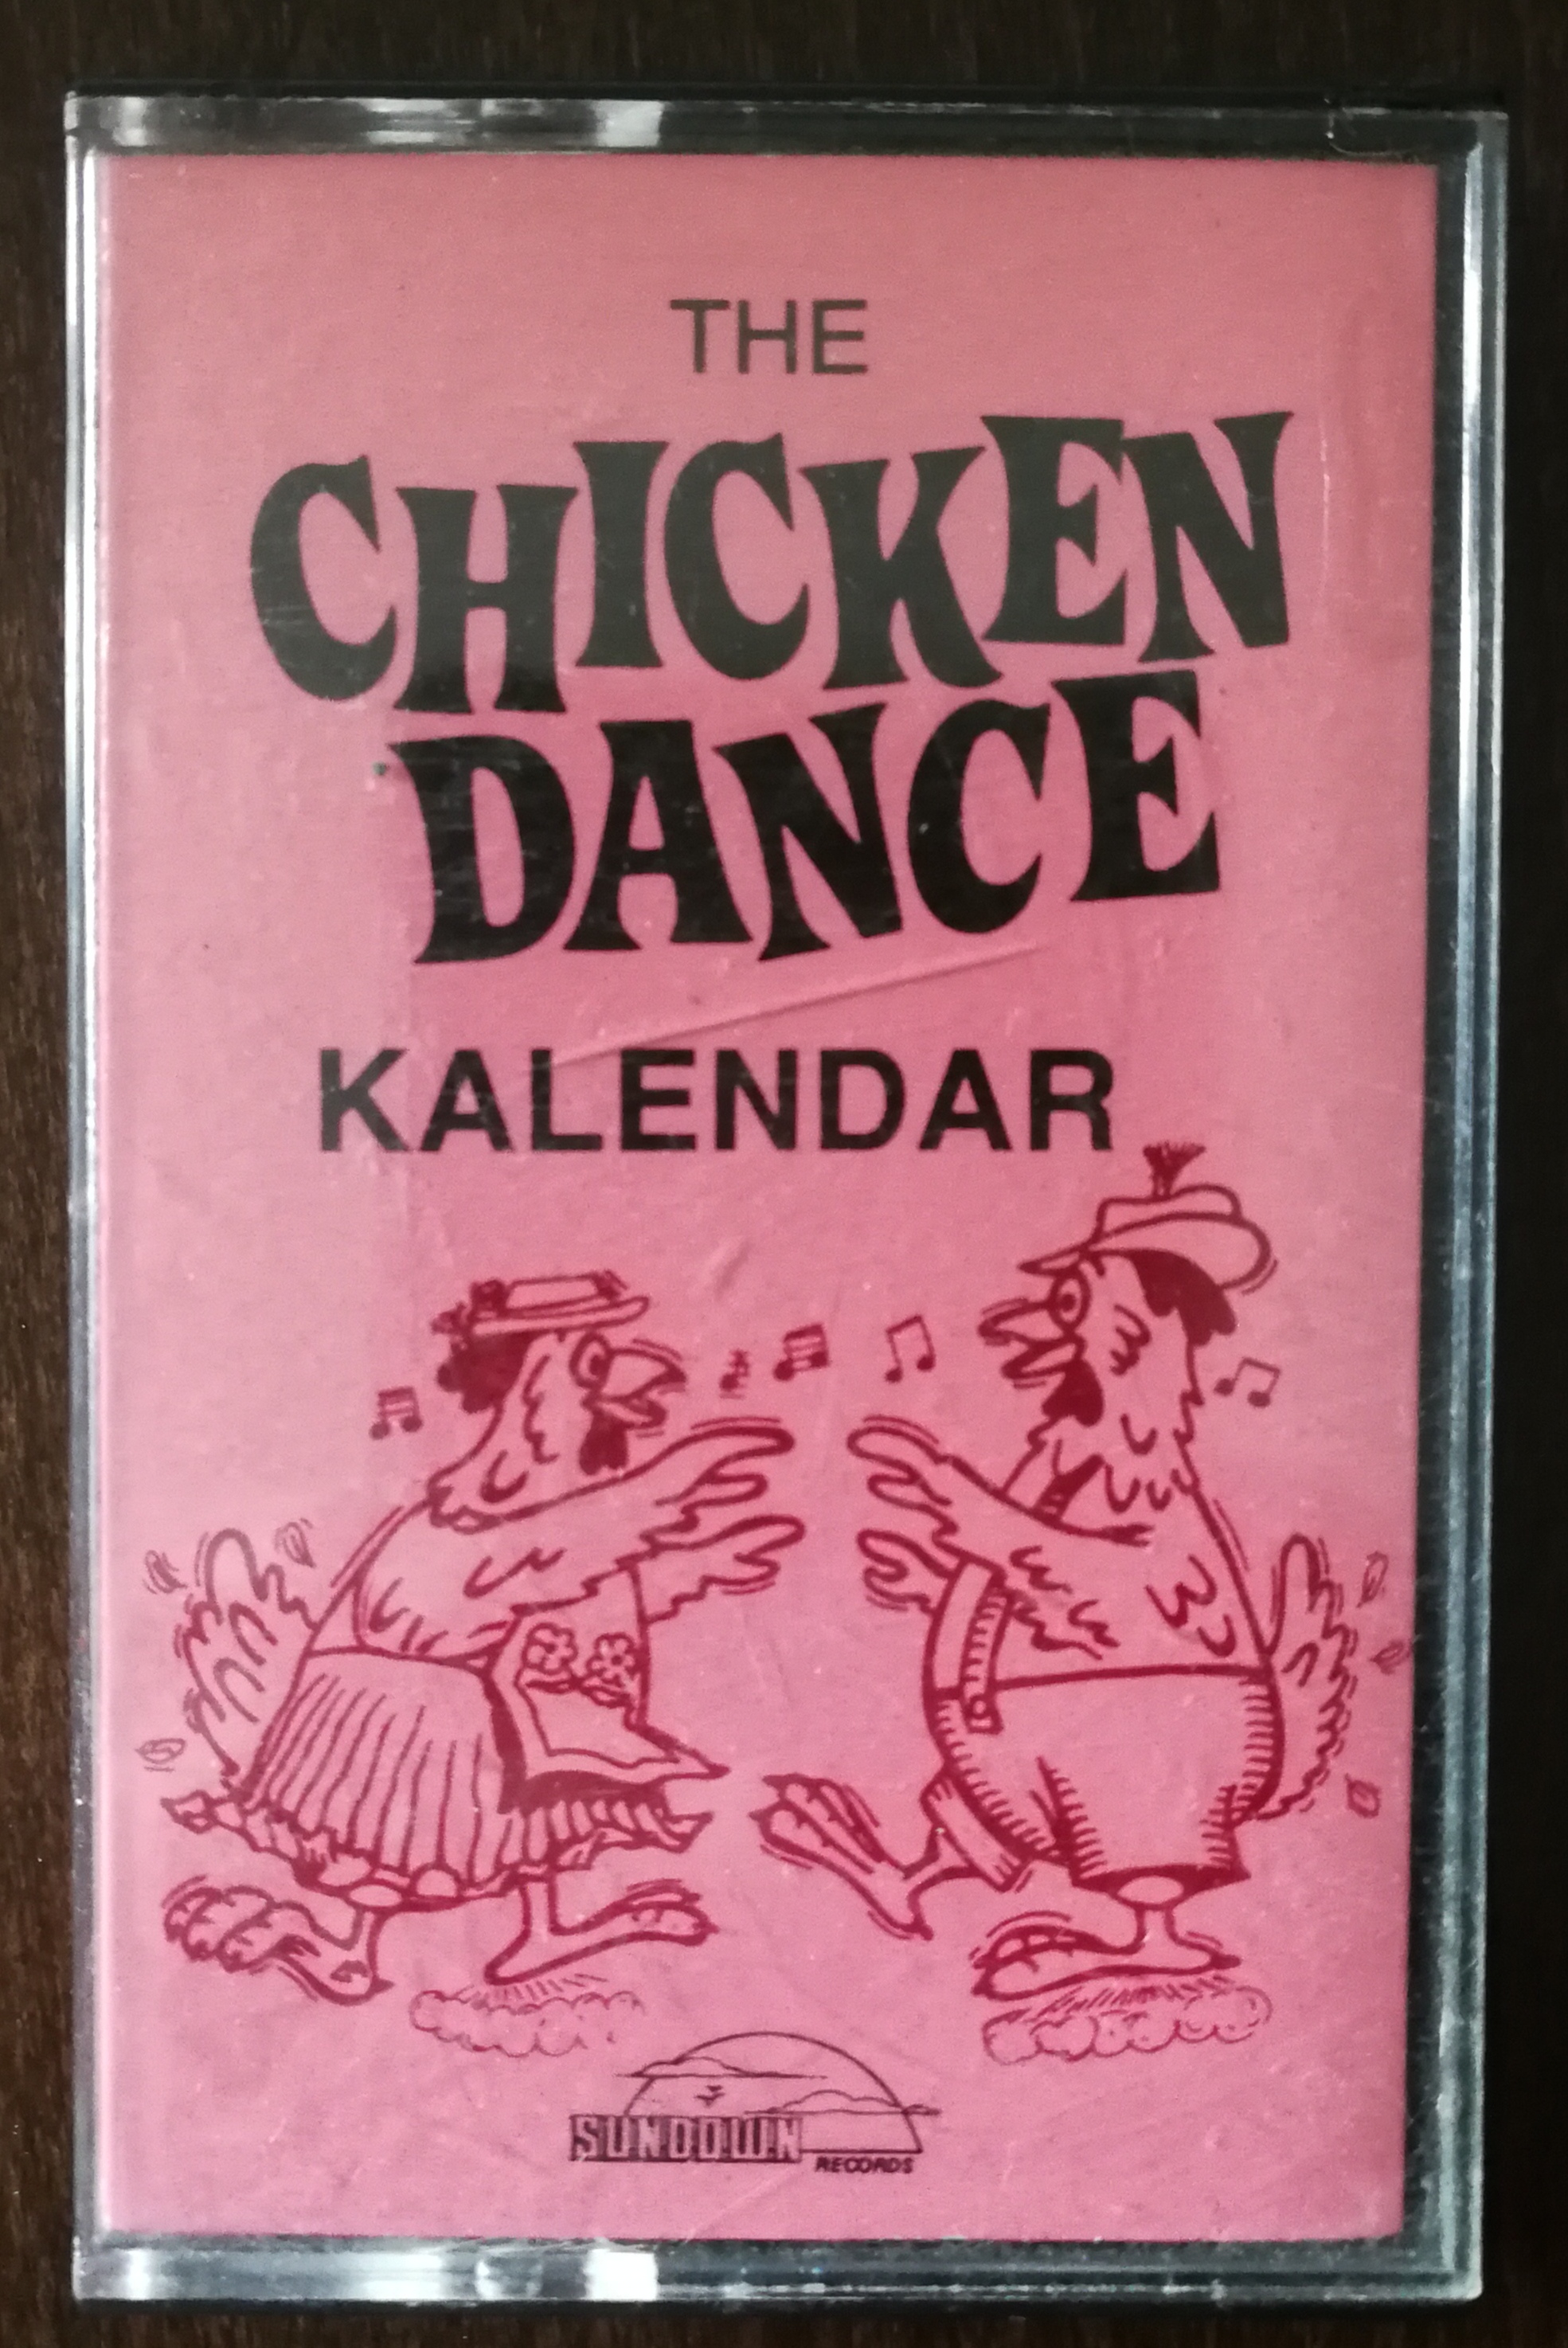 THE
CHICKEN
DANCE
KALENDAR
SUNDOWN
RECORDS